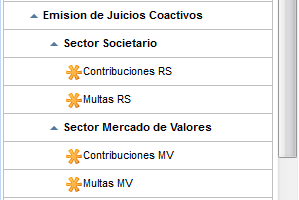 Emision de Juicios Coactivos
Sector Societario
Contribuciones RS
Multas RS
Sector Mercado de Valores
Contribuciones MV
Multas MV